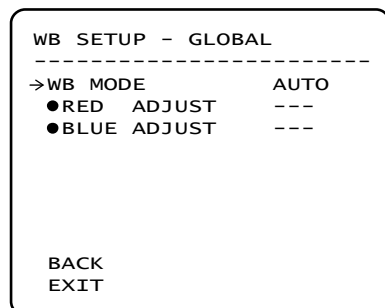 WB SETUP – GLOBAL
------------------------
→WB MODE AUTO
●RED ADJUST ---
●BLUE ADJUST ---
BACK
EXIT